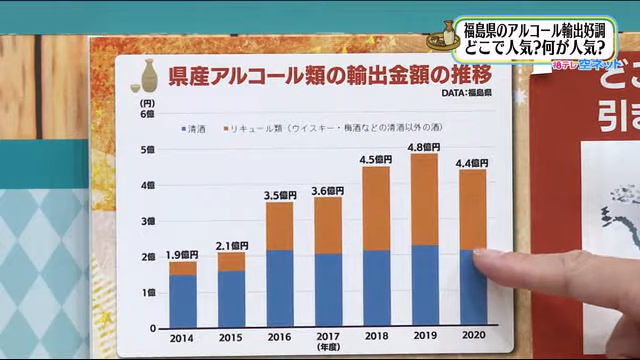 福島県のアルコール輸出好調
どこで人気?何が人気?
福テレ空ネット
県産アルコール類の輸出金額の推移
DATA:福島県
(円)
6億
5億
4億
3億
2億
1億
0
■清酒 ■リキュール類(ウイスキー・梅酒などの清酒以外の酒)
1.9億円
2.1億円
3.5億円
3.6億円
4.5億円
4.8億円
4.4億円
2014 2015 2016 2017 2018 2019 2020
(年度)
ど
引き